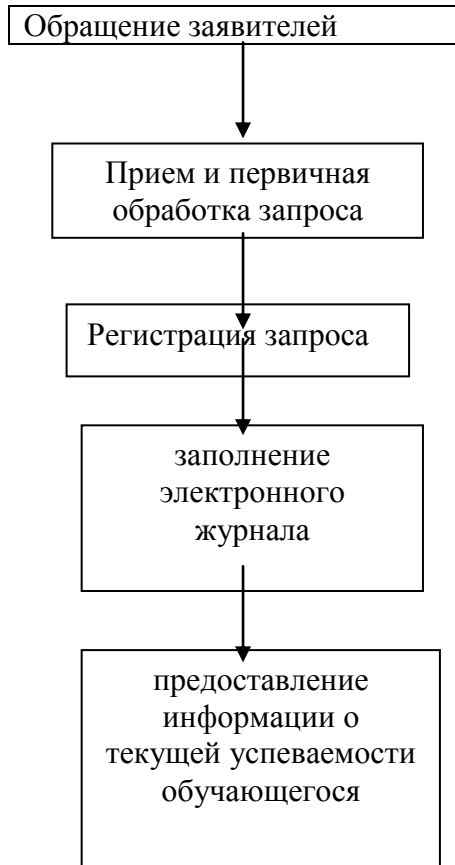 Обращение заявителей
Прием и первичная
обработка запроса
Регистрация запроса
заполнение
электронного
журнала
предоставление
информации о
текущей успеваемости
обучающегося